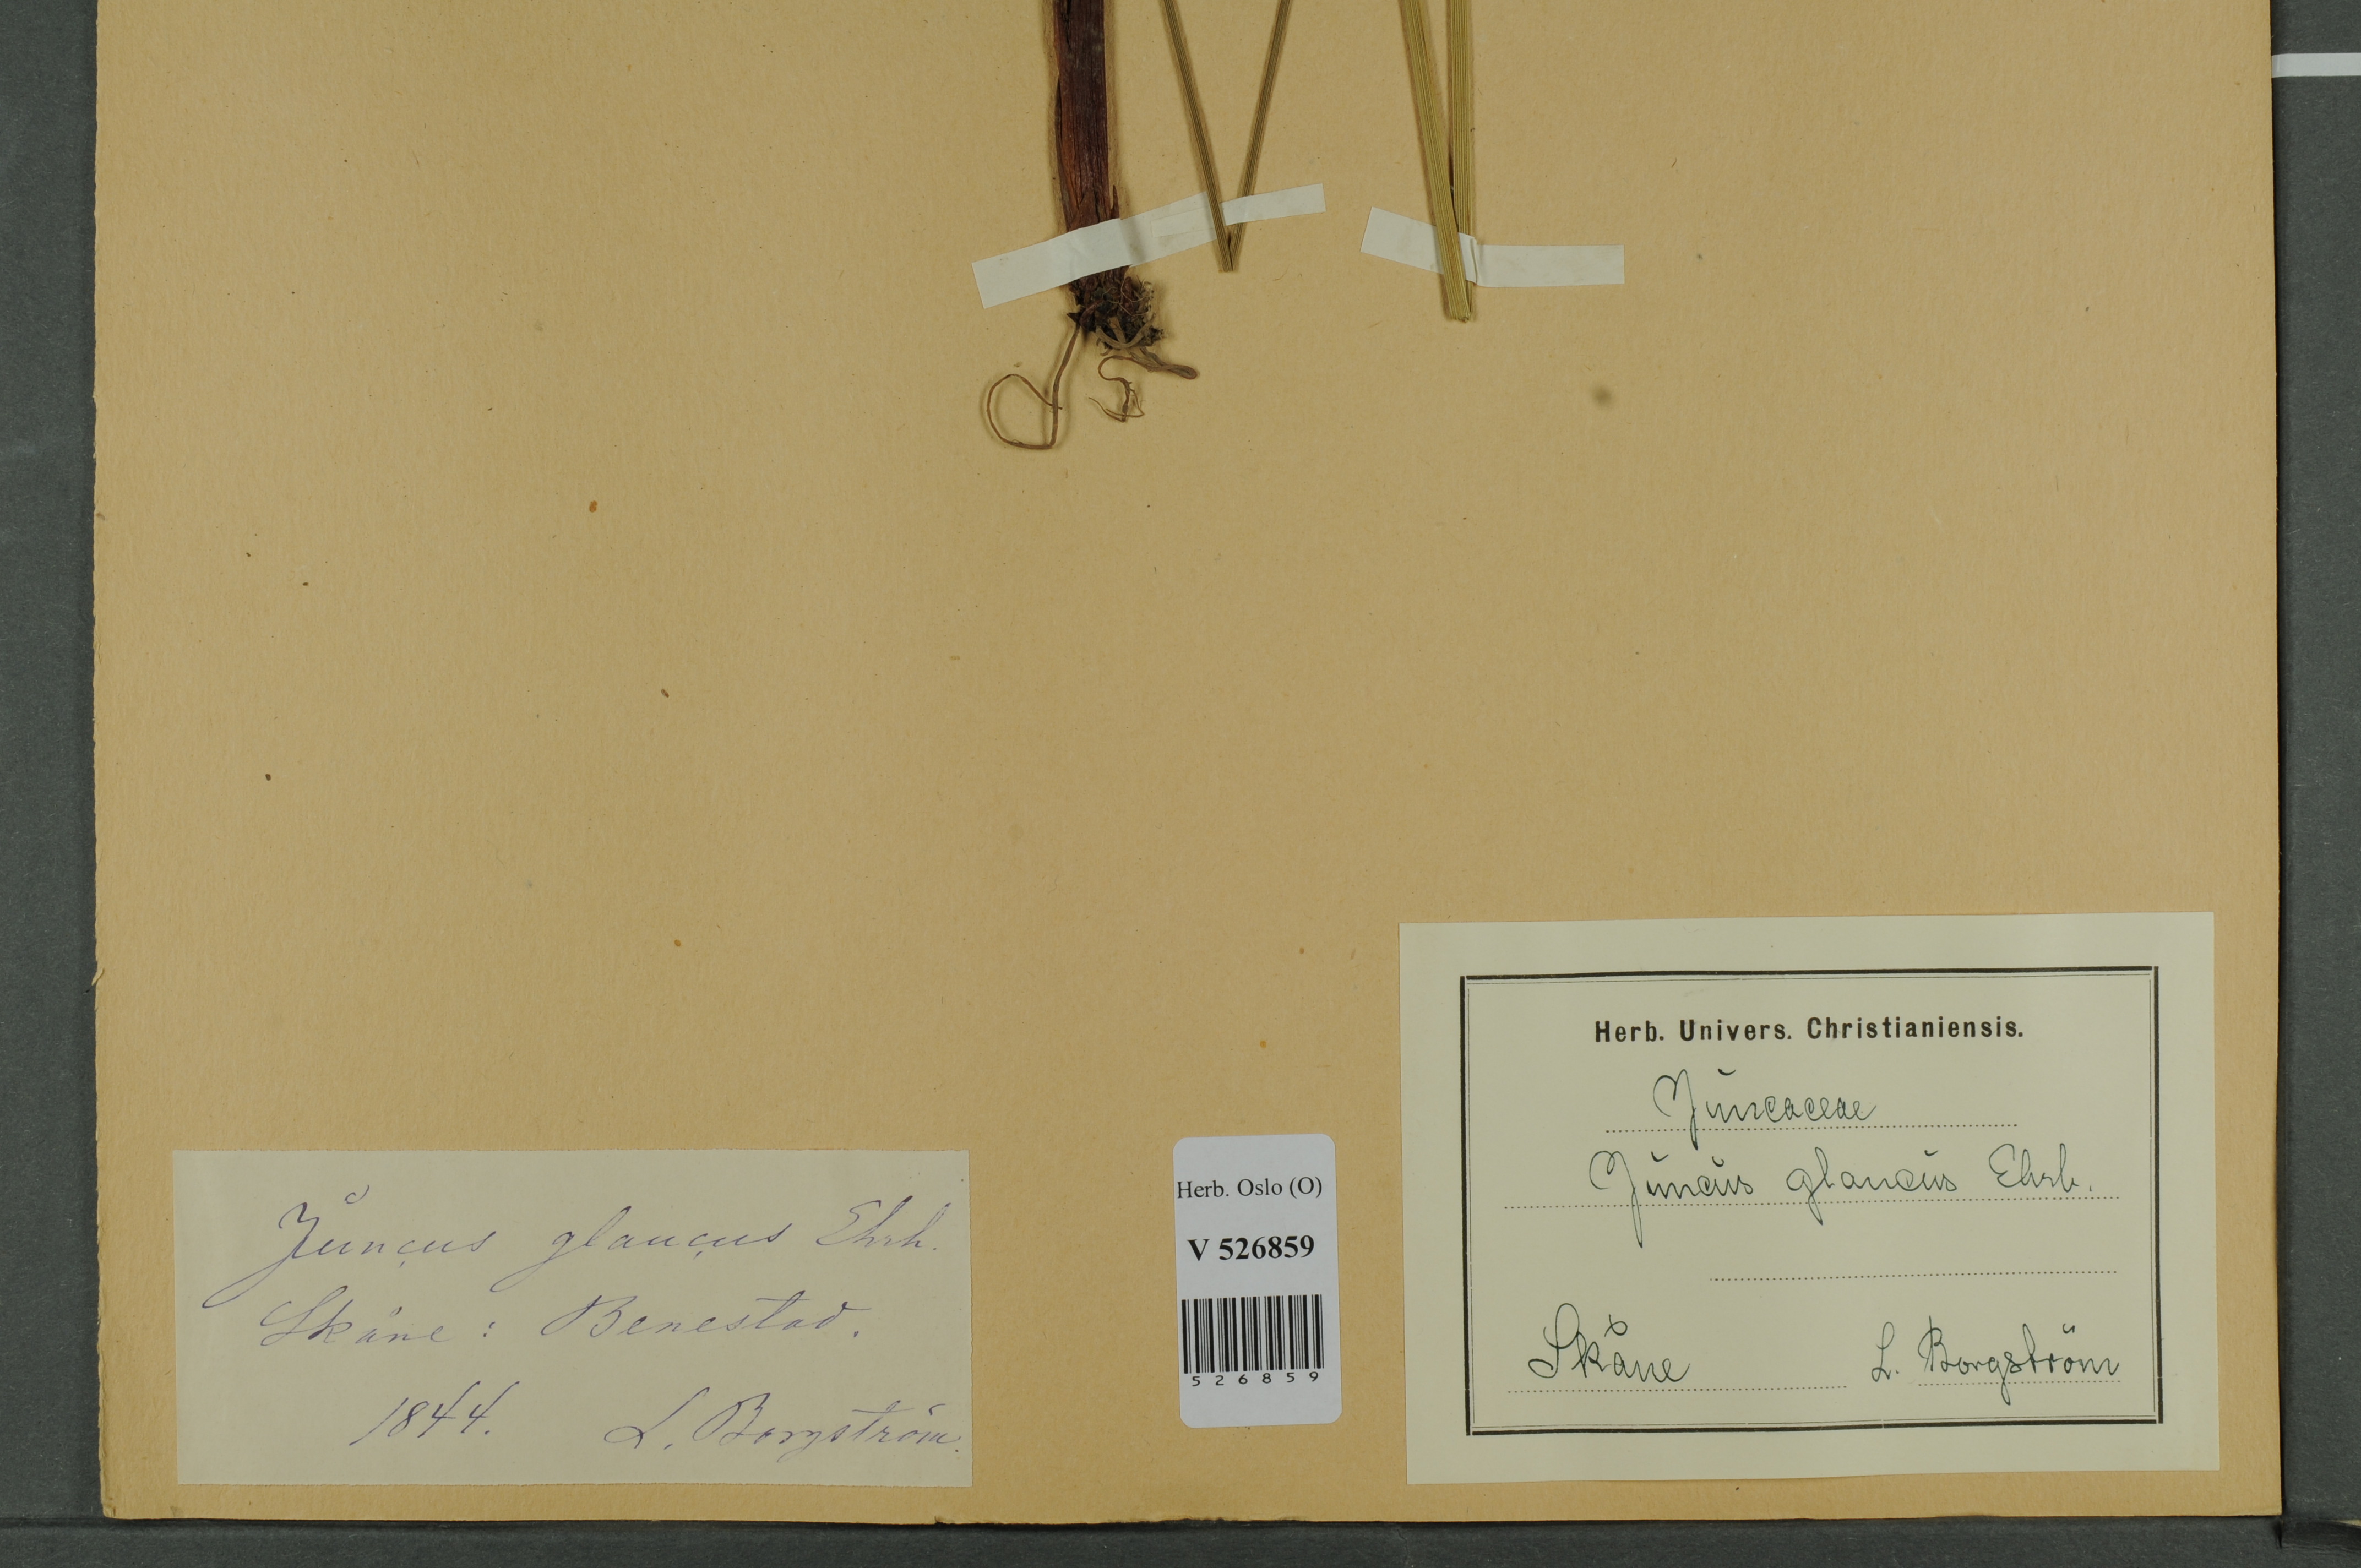 Juncus glaucus Ehrh.
Skåne: Benestad.
1844. L. Borgström.
Herb. Oslo (O)
V 526859
526859
Herb. Univers. Christianiensis.
Juncaceae
Juncus glaucus Ehrh.
Skåne L. Borgström